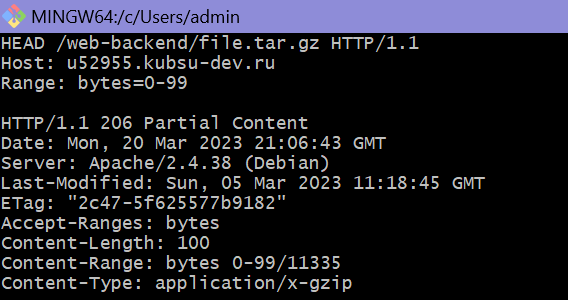 MINGW64:/c/Users/admin
HEAD /web-backend/file.tar.gz HTTP/1.1
Host: u52955.kubsu-dev.ru
Range: bytes=0-99
HTTP/1.1 206 Partial Content
Date: Mon, 20 Mar 2023 21:06:43 GMT
Server: Apache/2.4.38 (Debian)
Last-Modified: Sun, 05 Mar 2023 11:18:45 GMT
ETag: "2c47-5f625577b9182"
Accept-Ranges: bytes
Content-Length: 100
Content-Range: bytes 0-99/11335
Content-Type: application/x-gzip